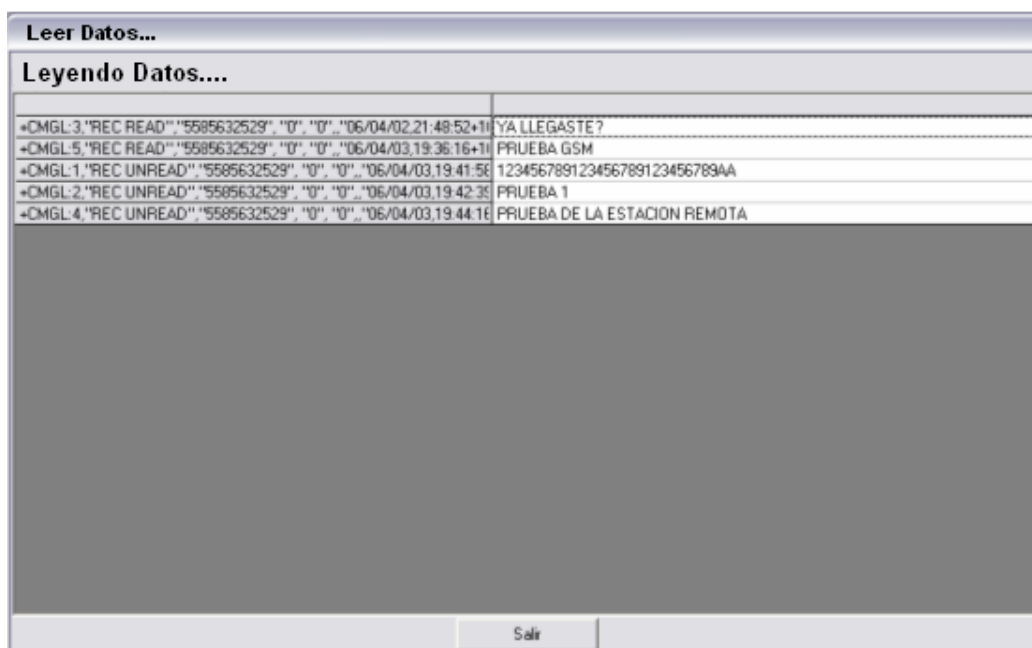 Leer Datos...
Leyendo Datos....
+CMGL:3,"REC READ","5585632529", "0", "0",,"06/04/02,21:48:52+1 YA LLEGASTE?
+CMGL:5,"REC READ","5585632529", "0", "0",,"06/04/03,19:36:16+1 PRUEBA GSM
+CMGL:1,"REC UNREAD","5585632529", "0", "0",,"06/04/03,19:41:58 123456789123456789123456789AA
+CMGL:2,"REC UNREAD","5585632529", "0", "0",,"06/04/03,19:42:39 PRUEBA 1
+CMGL:4,"REC UNREAD","5585632529", "0", "0",,"06/04/03,19:44:16 PRUEBA DE LA ESTACION REMOTA
Salir